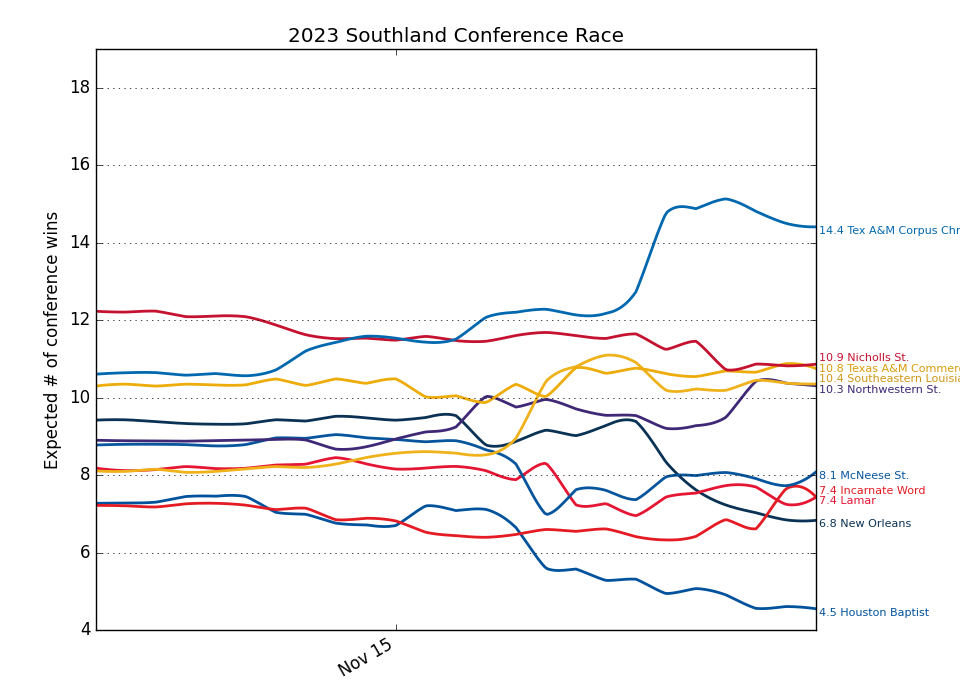 2023 Southland Conference Race
Expected # of conference wins
18
16
14
12
10
8
6
4
Nov 15
14.4 Tex A&M Corpus Chr
10.9 Nicholls St.
10.8 Texas A&M Commerc
10.4 Southeastern Louisia
10.3 Northwestern St.
8.1 McNeese St.
7.4 Incarnate Word
7.4 Lamar
6.8 New Orleans
4.5 Houston Baptist